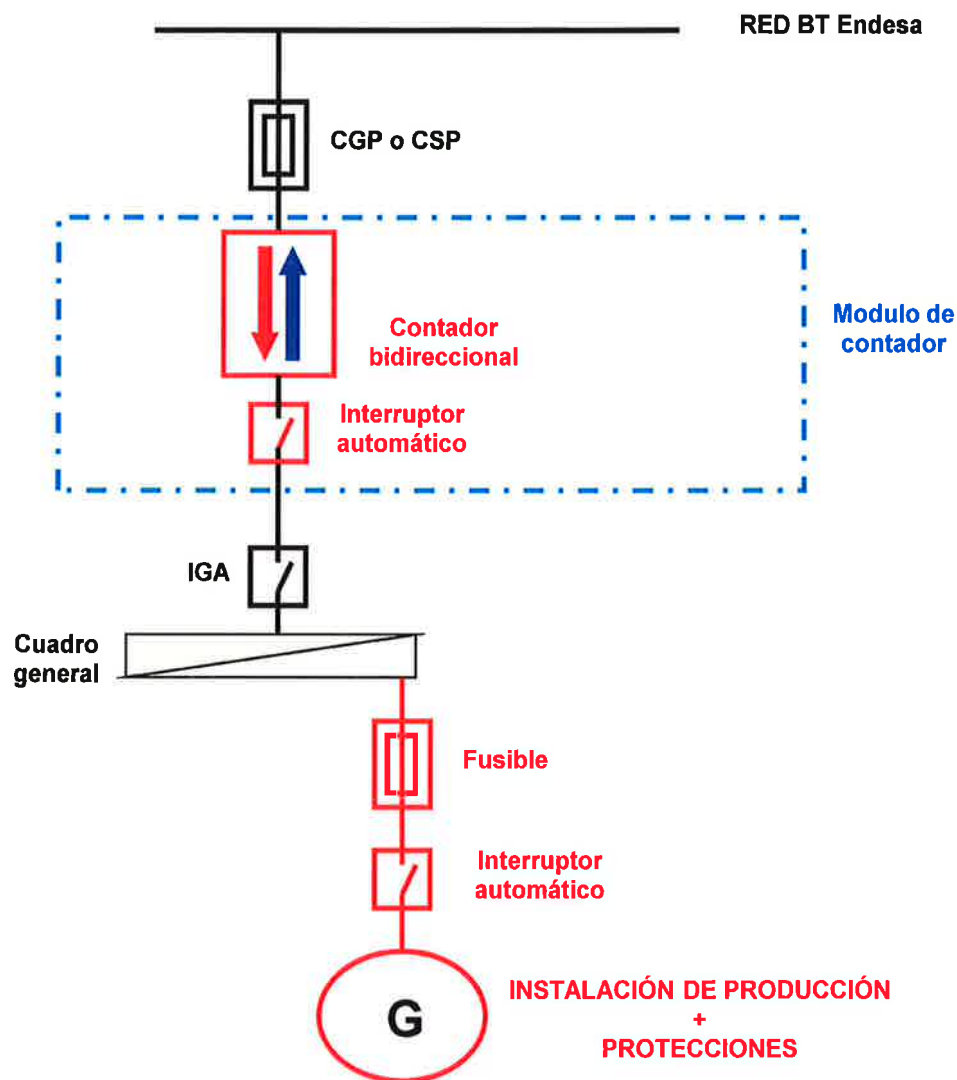 RED BT Endesa
CGP o CSP
Contador
bidireccional
Modulo de
contador
Interruptor
automático
IGA
Cuadro
general
Fusible
Interruptor
automático
G
INSTALACIÓN DE PRODUCCIÓN
+
PROTECCIONES